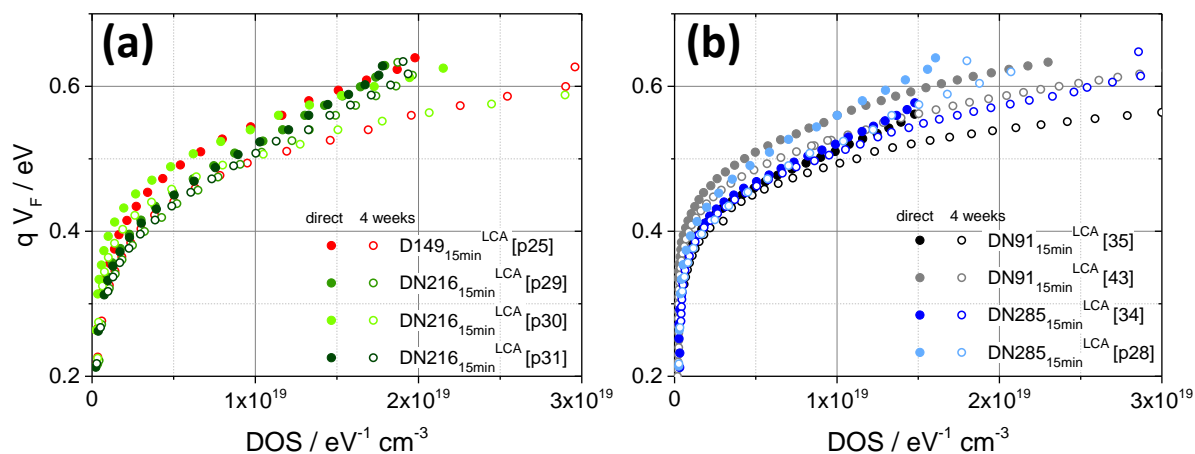 (a)
q V_F / eV
0.6
0.4
0.2
direct 4 weeks
D149_15min^LCA [p25]
DN216_15min^LCA [p29]
DN216_15min^LCA [p30]
DN216_15min^LCA [p31]
0 1x10^19 2x10^19 3x10^19
DOS / eV^-1 cm^-3
(b)
0.6
0.4
0.2
direct 4 weeks
DN91_15min^LCA [35]
DN91_15min^LCA [43]
DN285_15min^LCA [34]
DN285_15min^LCA [p28]
0 1x10^19 2x10^19 3x10^19
DOS / eV^-1 cm^-3